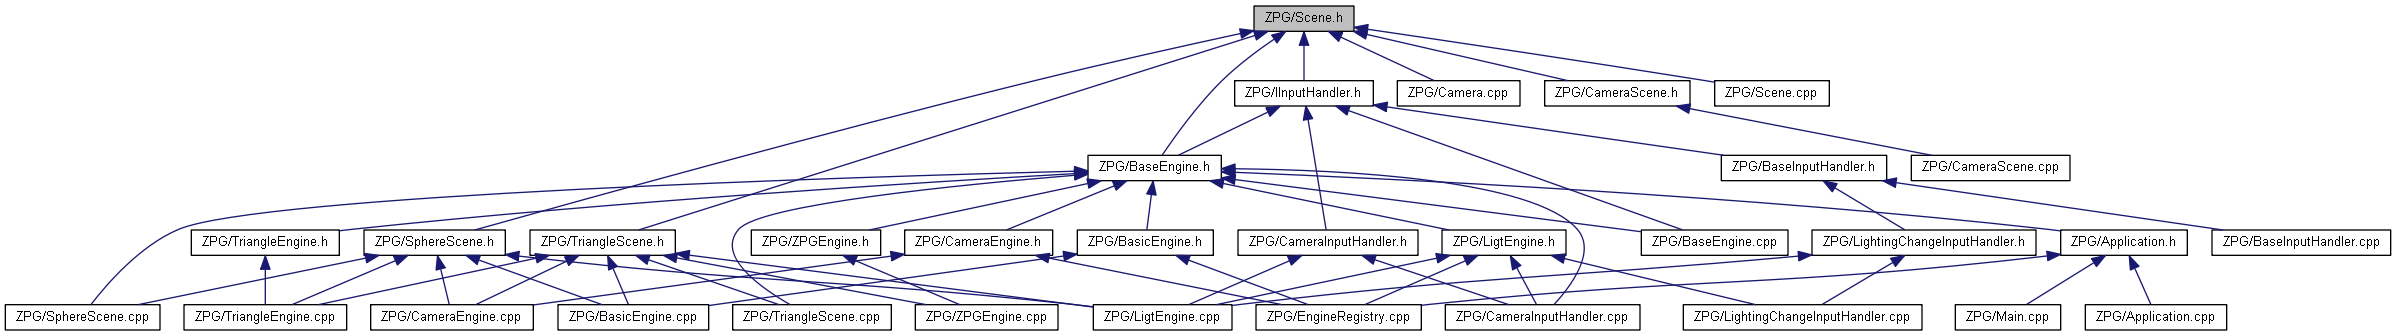 ZPG/Scene.h
ZPG/IInputHandler.h
ZPG/Camera.cpp
ZPG/CameraScene.h
ZPG/Scene.cpp
ZPG/BaseEngine.h
ZPG/BaseInputHandler.h
ZPG/CameraScene.cpp
ZPG/TriangleEngine.h
ZPG/SphereScene.h
ZPG/TriangleScene.h
ZPG/ZPGEngine.h
ZPG/CameraEngine.h
ZPG/BasicEngine.h
ZPG/CameraInputHandler.h
ZPG/LigtEngine.h
ZPG/BaseEngine.cpp
ZPG/LightingChangeInputHandler.h
ZPG/Application.h
ZPG/BaseInputHandler.cpp
ZPG/SphereScene.cpp
ZPG/TriangleEngine.cpp
ZPG/CameraEngine.cpp
ZPG/BasicEngine.cpp
ZPG/TriangleScene.cpp
ZPG/ZPGEngine.cpp
ZPG/LigtEngine.cpp
ZPG/EngineRegistry.cpp
ZPG/CameraInputHandler.cpp
ZPG/LightingChangeInputHandler.cpp
ZPG/Main.cpp
ZPG/Application.cpp